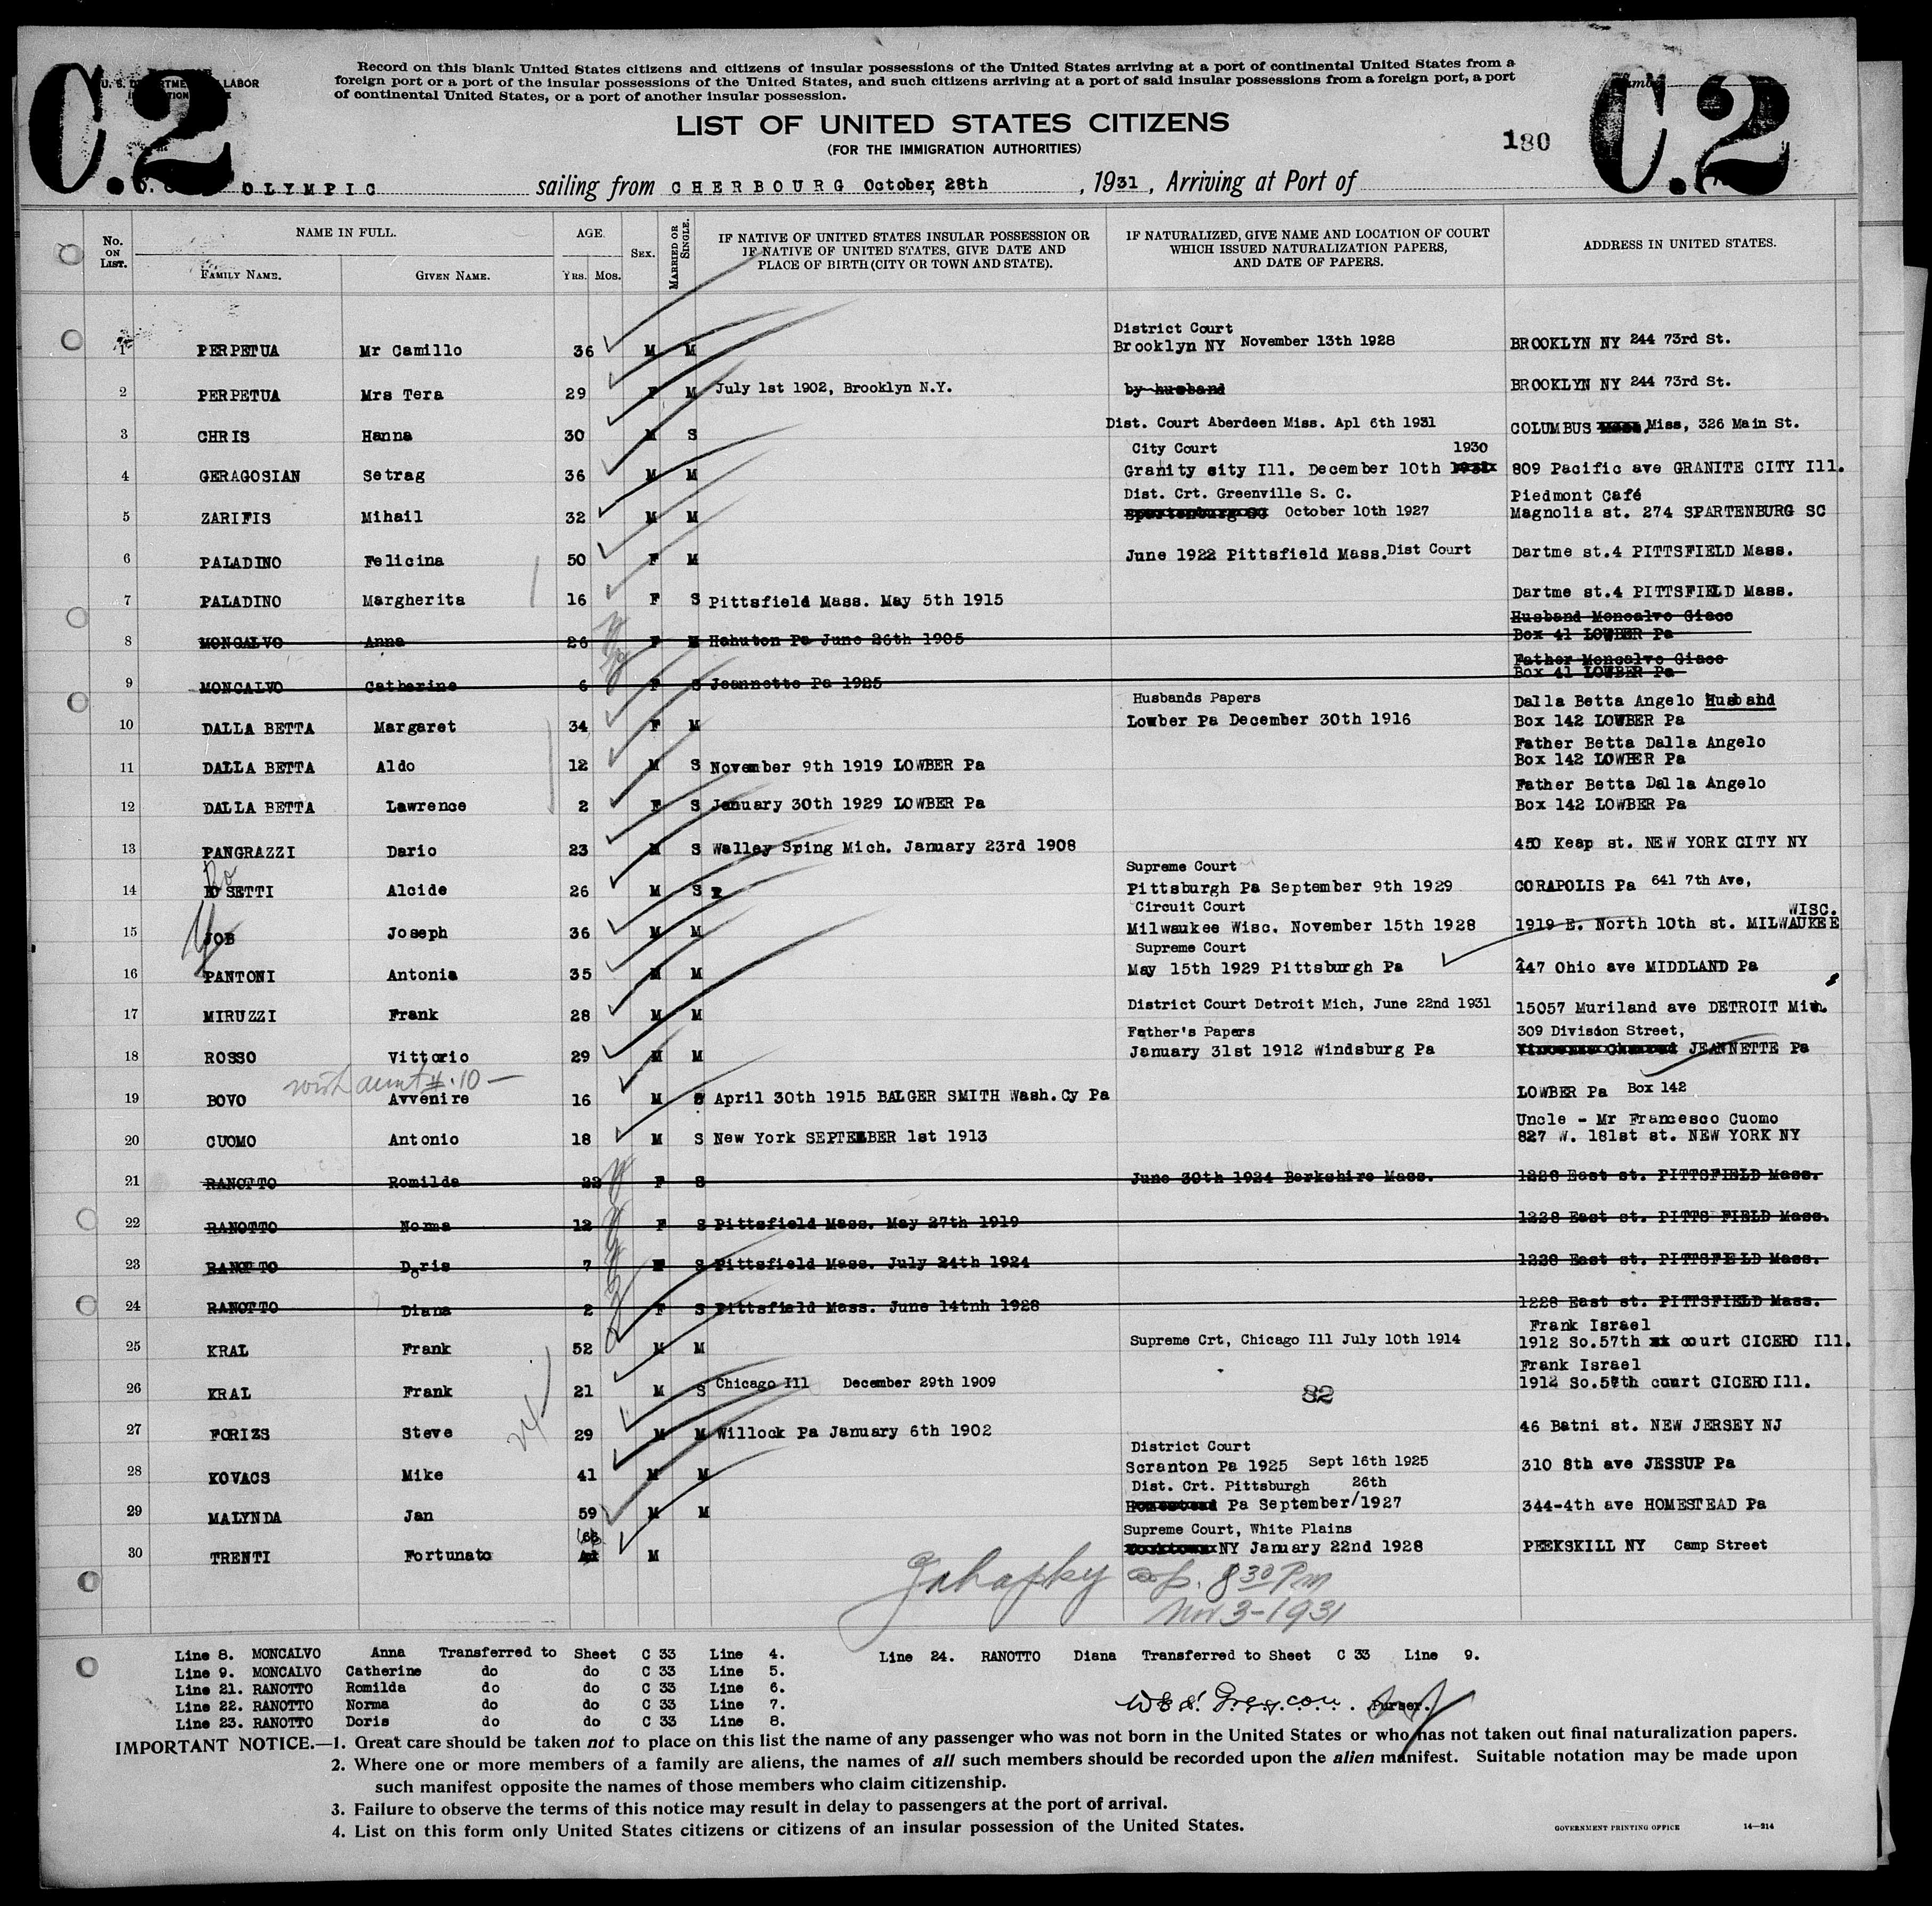 C.2
U. S. DEPARTMENT OF LABOR
Record on this blank United States citizens and citizens of insular possessions of the United States arriving at a port of continental United States from a
foreign port or a port of the insular possessions of the United States, and such citizens arriving at a port of said insular possessions from a foreign port, a port
of continental United States, or a port of another insular possession.
C.2
LIST OF UNITED STATES CITIZENS
(FOR THE IMMIGRATION AUTHORITIES)
180
OLYMPIC sailing from CHERBOURG October, 28th, 1931, Arriving at Port of
No. ON LIST. NAME IN FULL. FAMILY NAME. GIVEN NAME. AGE. YRS. MOS. SEX. MARRIED OR SINGLE. IF NATIVE OF UNITED STATES INSULAR POSSESSION OR IF NATIVE OF UNITED STATES, GIVE DATE AND PLACE OF BIRTH (CITY OR TOWN AND STATE). IF NATURALIZED, GIVE NAME AND LOCATION OF COURT WHICH ISSUED NATURALIZATION PAPERS, AND DATE OF PAPERS. ADDRESS IN UNITED STATES.
District Court
1 PERPETUA Mr Camillo 36 M M Brooklyn NY November 13th 1928 BROOKLYN NY 244 73rd St.
2 PERPETUA Mrs Tera 29 F M July 1st 1902, Brooklyn N.Y. by husband BROOKLYN NY 244 73rd St.
3 CHRIS Hanna 30 M S Dist. Court Aberdeen Miss. Apl 6th 1931 COLUMBUS Miss, 326 Main St.
City Court 1930
4 GERAGOSIAN Setrag 36 M M Granity city Ill. December 10th 809 Pacific ave GRANITE CITY Ill.
Dist. Crt. Greenville S. C. Piedmont Café
5 ZARIFIS Mihail 32 M M Spartenburg SC October 10th 1927 Magnolia st. 274 SPARTENBURG SC
6 PALADINO Felicina 50 F M June 1922 Pittsfield Mass. Dist Court Dartme st.4 PITTSFIELD Mass.
7 PALADINO Margherita 16 F S Pittsfield Mass. May 5th 1915 Dartme st.4 PITTSFIELD Mass.
Husband Moncalvo Giaco
8 MONCALVO Anna 26 F M Hahuton Pa June 26th 1905 Box 41 LOWBER Pa
Father Moncalvo Giaco
9 MONCALVO Catherine 6 F S Jeannette Pa 1925 Box 41 LOWBER Pa
Husbands Papers Dalla Betta Angelo Husband
10 DALLA BETTA Margaret 34 F M Lowber Pa December 30th 1916 Box 142 LOWBER Pa
Father Betta Dalla Angelo
11 DALLA BETTA Aldo 12 M S November 9th 1919 LOWBER Pa Box 142 LOWBER Pa
Father Betta Dalla Angelo
12 DALLA BETTA Lawrence 2 F S January 30th 1929 LOWBER Pa Box 142 LOWBER Pa
13 PANGRAZZI Dario 23 M S Walley Sping Mich. January 23rd 1908 450 Keap st. NEW YORK CITY NY
Ro Supreme Court
14 SETTI Alcide 26 M S Pittsburgh Pa September 9th 1929 CORAPOLIS Pa 641 7th Ave,
Circuit Court WISC.
15 JOB Joseph 36 M M Milwaukee Wisc. November 15th 1928 1919 E. North 10th st. MILWAUKEE
Supreme Court
16 PANTONI Antonia 35 M M May 15th 1929 Pittsburgh Pa 447 Ohio ave MIDDLAND Pa
17 MIRUZZI Frank 28 M M District Court Detroit Mich, June 22nd 1931 15057 Muriland ave DETROIT Mich.
Father's Papers 309 Division Street,
18 ROSSO Vittorio 29 M M January 31st 1912 Windsburg Pa JEANNETTE Pa
with aunt #.10 —
19 BOVO Avvenire 16 M S April 30th 1915 BALGER SMITH Wash.Cy Pa LOWBER Pa Box 142
Uncle - Mr Francesco Cuomo
20 CUOMO Antonio 18 M S New York SEPTEMBER 1st 1913 827 W. 181st st. NEW YORK NY
21 RANOTTO Romilda 22 F S June 30th 1924 Berkshire Mass. 1228 East st. PITTSFIELD Mass.
22 RANOTTO Norma 12 F S Pittsfield Mass. May 27th 1919 1228 East st. PITTS FIELD Mass.
23 RANOTTO Doris 7 F S Pittsfield Mass. July 24th 1924 1228 East st. PITTSFIELD Mass.
24 RANOTTO Diana 2 F S Pittsfield Mass. June 14tnh 1928 1228 East st. PITTSFIELD Mass.
Frank Israel
25 KRAL Frank 52 M M Supreme Crt, Chicago Ill July 10th 1914 1912 So.57th court CICERO Ill.
Frank Israel
26 KRAL Frank 21 M S Chicago Ill December 29th 1909 1912 So.57th court CICERO Ill.
82
27 FORIZS Steve 29 M M Willock Pa January 6th 1902 46 Batni st. NEW JERSEY NJ
District Court
28 KOVACS Mike 41 M M Scranton Pa 1925 Sept 16th 1925 310 8th ave JESSUP Pa
Dist. Crt. Pittsburgh 26th
29 MALYNDA Jan 59 M M Homestead Pa September/1927 344-4th ave HOMESTEAD Pa
66 Supreme Court, White Plains
30 TRENTI Fortunato M Yorktown NY January 22nd 1928 PEEKSKILL NY Camp Street
8 30 Pm
Nov 3-1931
Line 8. MONCALVO Anna Transferred to Sheet C 33 Line 4. Line 24. RANOTTO Diana Transferred to Sheet C 33 Line 9.
Line 9. MONCALVO Catherine do do C 33 Line 5.
Line 21. RANOTTO Romilda do do C 33 Line 6.
Line 22. RANOTTO Norma do do C 33 Line 7.
Line 23. RANOTTO Doris do do C 33 Line 8.
Purser.
IMPORTANT NOTICE.—1. Great care should be taken not to place on this list the name of any passenger who was not born in the United States or who has not taken out final naturalization papers.
2. Where one or more members of a family are aliens, the names of all such members should be recorded upon the alien manifest. Suitable notation may be made upon
such manifest opposite the names of those members who claim citizenship.
3. Failure to observe the terms of this notice may result in delay to passengers at the port of arrival.
4. List on this form only United States citizens or citizens of an insular possession of the United States.
GOVERNMENT PRINTING OFFICE 14—214